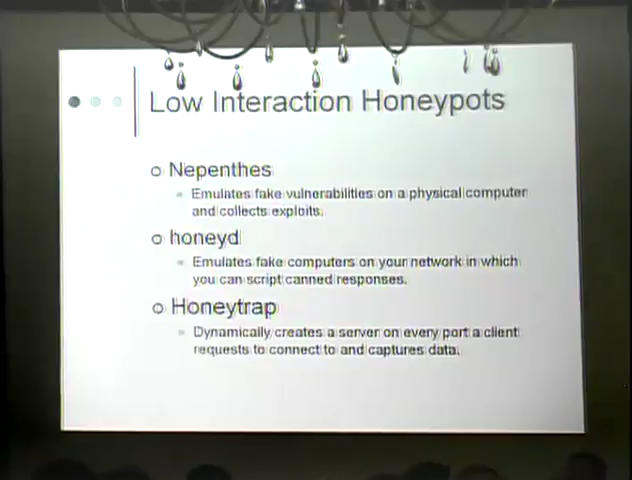 Low Interaction Honeypots
Nepenthes
Emulates fake vulnerabilities on a physical computer
and collects exploits.
honeyd
Emulates fake computers on your network in which
you can script canned responses.
Honeytrap
Dynamically creates a server on every port a client
requests to connect to and captures data.